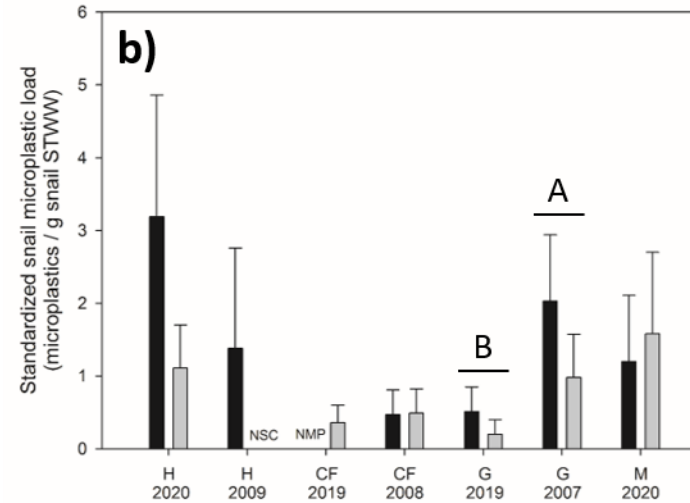 b)
Standardized snail microplastic load
(microplastics / g snail STWW)
6
5
4
3
2
1
0
A
B
NSC
NMP
H H CF CF G G M
2020 2009 2019 2008 2019 2007 2020